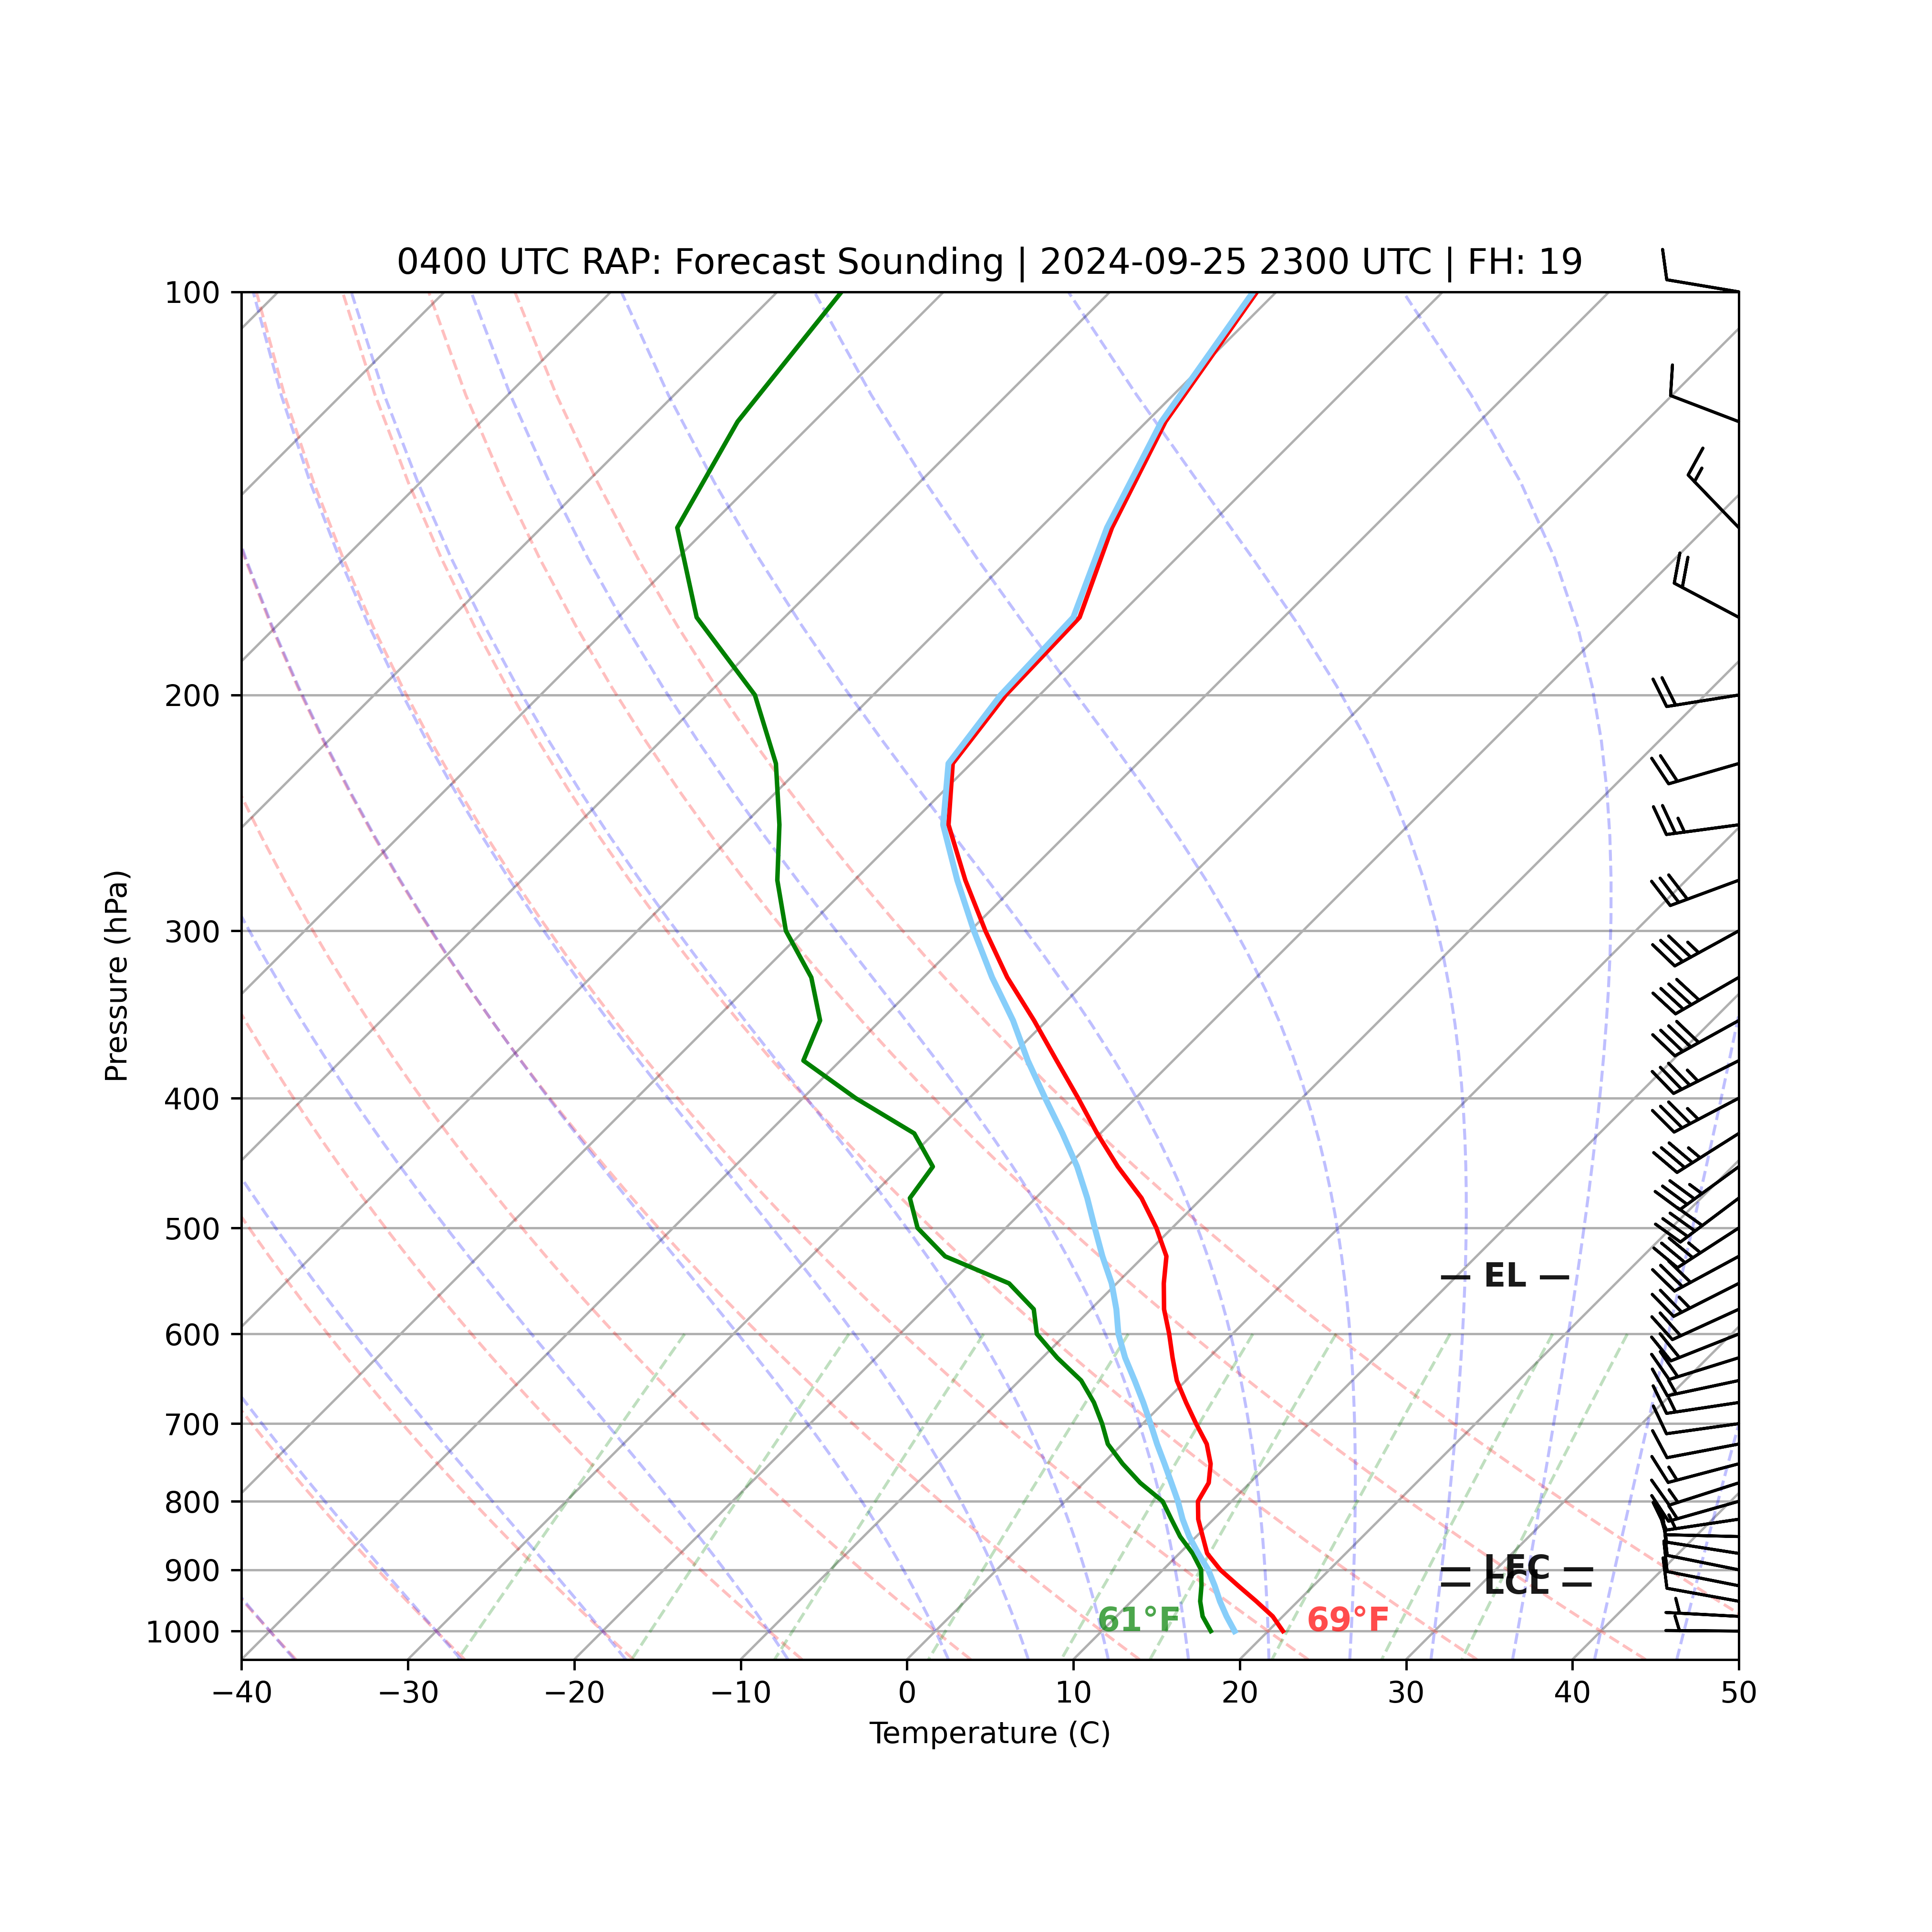 0400 UTC RAP: Forecast Sounding | 2024-09-25 2300 UTC | FH: 19
100
200
300
400
500
600
700
800
900
1000
Pressure (hPa)
— EL —
= LFC =
= LCL =
61°F
69°F
−40
−30
−20
−10
0
10
20
30
40
50
Temperature (C)